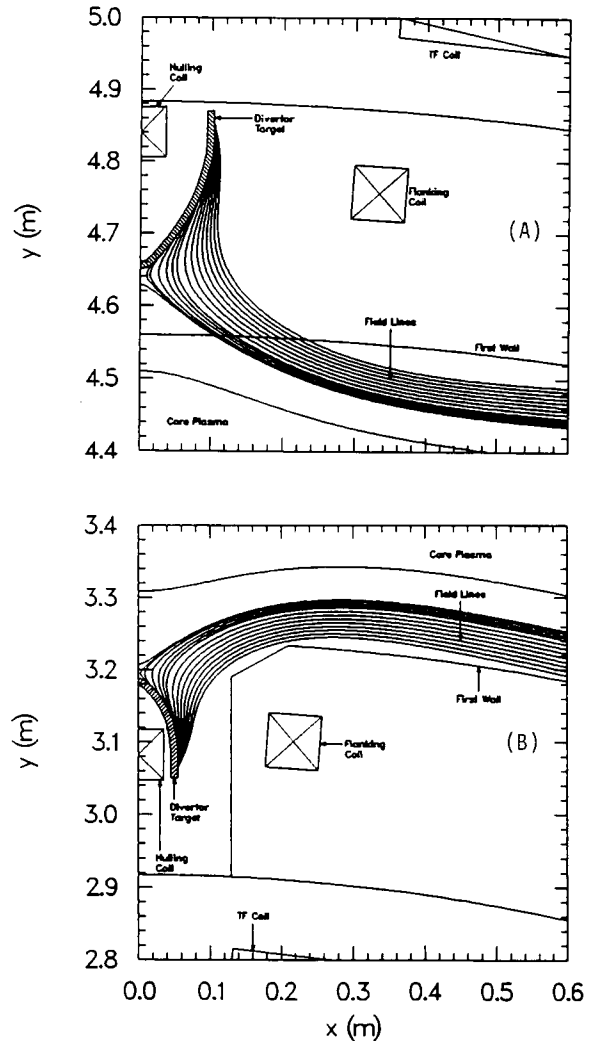 5.0
4.9
4.8
4.7
4.6
4.5
4.4
y (m)
TF Coil
Nulling
Coil
Divertor
Target
Flanking
Coil
(A)
Field Lines
First Wall
Core Plasma
3.4
3.3
3.2
3.1
3.0
2.9
2.8
y (m)
Core Plasma
Field Lines
First Wall
(B)
Flanking
Coil
Divertor
Target
Nulling
Coil
TF Coil
0.0 0.1 0.2 0.3 0.4 0.5 0.6
x (m)